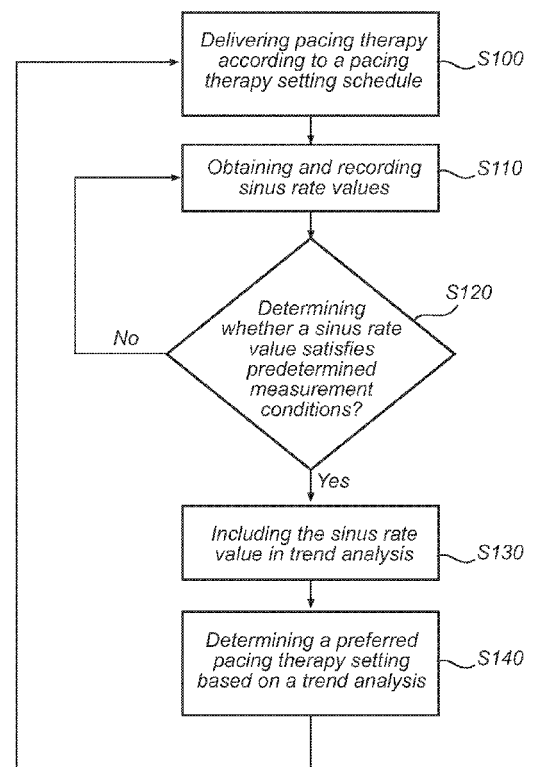 Delivering pacing therapy
according to a pacing
therapy setting schedule
S100
Obtaining and recording
sinus rate values
S110
S120
Determining
whether a sinus rate
value satisfies
predetermined
measurement
conditions?
No
Yes
Including the sinus rate
value in trend analysis
S130
Determining a preferred
pacing therapy setting
based on a trend analysis
S140